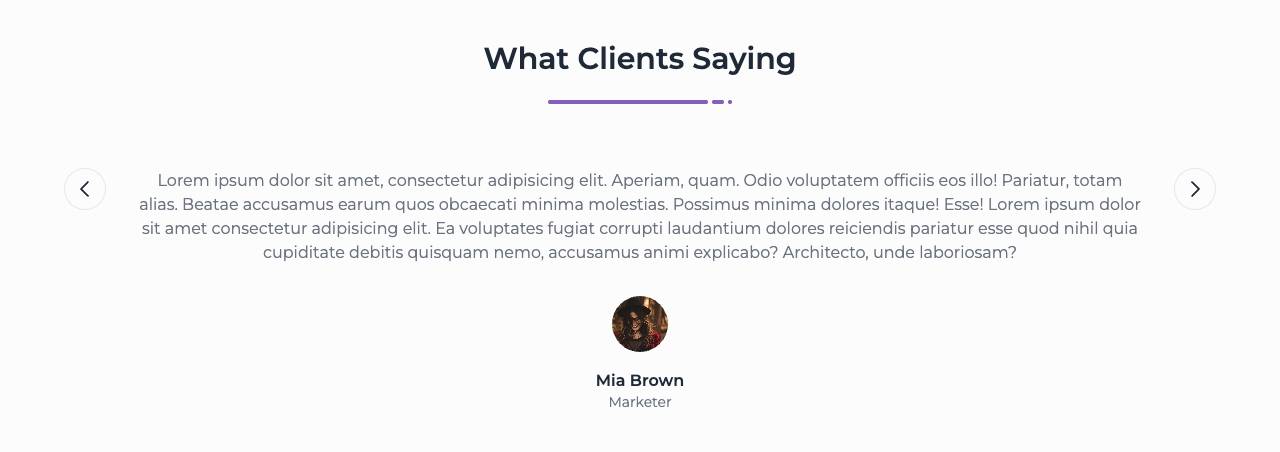 What Clients Saying
Lorem ipsum dolor sit amet, consectetur adipisicing elit. Aperiam, quam. Odio voluptatem officiis eos illo! Pariatur, totam
alias. Beatae accusamus earum quos obcaecati minima molestias. Possimus minima dolores itaque! Esse! Lorem ipsum dolor
sit amet consectetur adipisicing elit. Ea voluptates fugiat corrupti laudantium dolores reiciendis pariatur esse quod nihil quia
cupiditate debitis quisquam nemo, accusamus animi explicabo? Architecto, unde laboriosam?
Mia Brown
Marketer